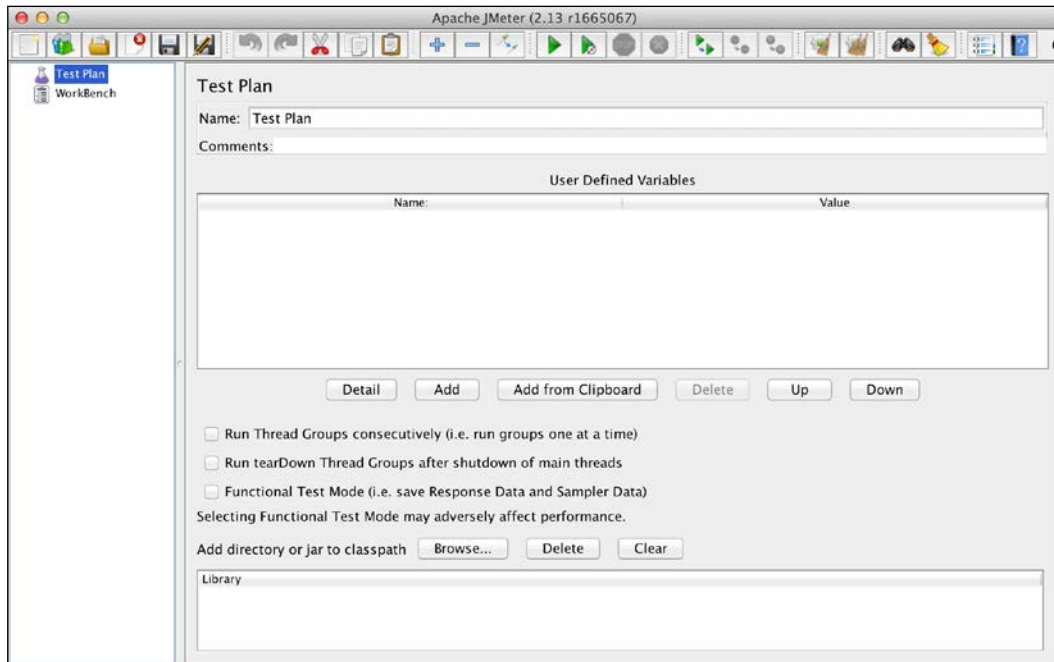 Apache JMeter (2.13 r1665067)
Test Plan
WorkBench
Test Plan
Name: Test Plan
Comments:
User Defined Variables
Name: Value
Detail Add Add from Clipboard Delete Up Down
Run Thread Groups consecutively (i.e. run groups one at a time)
Run tearDown Thread Groups after shutdown of main threads
Functional Test Mode (i.e. save Response Data and Sampler Data)
Selecting Functional Test Mode may adversely affect performance.
Add directory or jar to classpath Browse... Delete Clear
Library